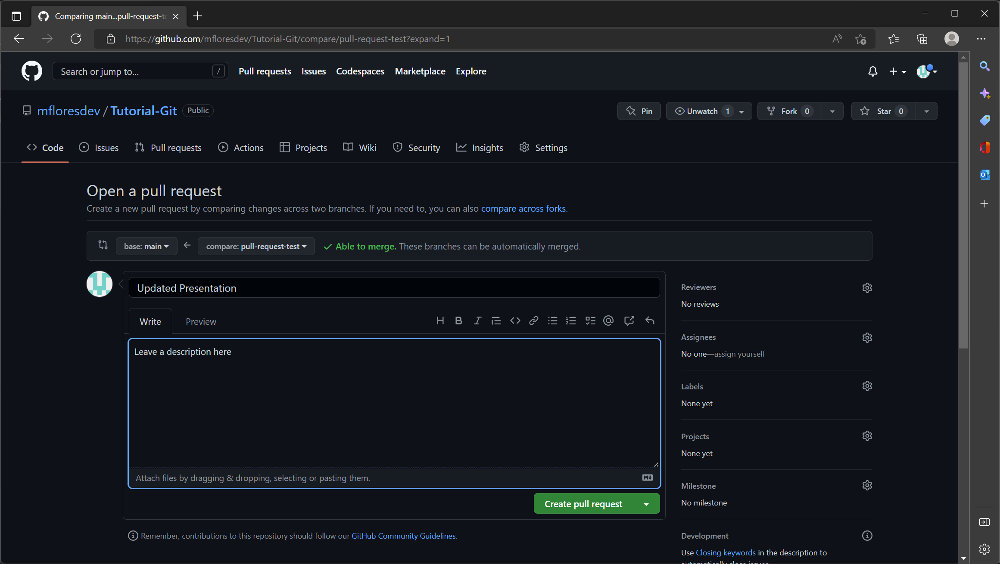 Comparing main...pull-request-te
https://github.com/mfloresdev/Tutorial-Git/compare/pull-request-test?expand=1
Search or jump to... / Pull requests Issues Codespaces Marketplace Explore
mfloresdev / Tutorial-Git Public Pin Unwatch 1 Fork 0 Star 0
Code Issues Pull requests Actions Projects Wiki Security Insights Settings
Open a pull request
Create a new pull request by comparing changes across two branches. If you need to, you can also compare across forks.
base: main compare: pull-request-test Able to merge. These branches can be automatically merged.
Updated Presentation
Write Preview
Leave a description here
Attach files by dragging & dropping, selecting or pasting them.
Create pull request
Remember, contributions to this repository should follow our GitHub Community Guidelines.
Reviewers
No reviews
Assignees
No one—assign yourself
Labels
None yet
Projects
None yet
Milestone
No milestone
Development
Use Closing keywords in the description to